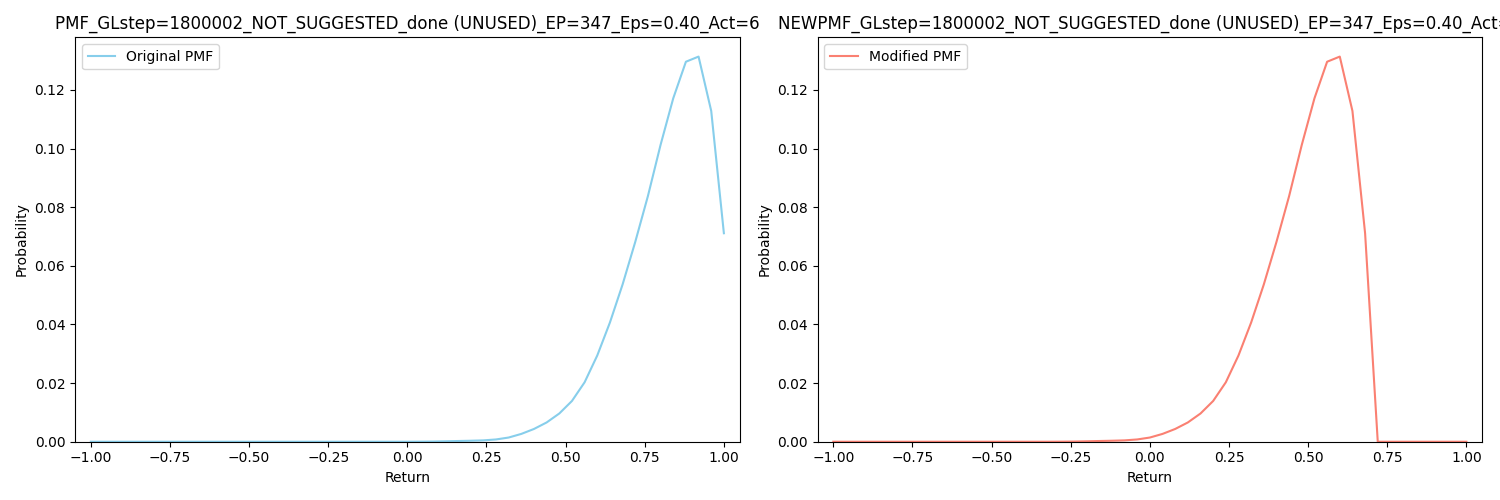 PMF_GLstep=1800002_NOT_SUGGESTED_done (UNUSED)_EP=347_Eps=0.40_Act=6
Original PMF
0.12
0.10
0.08
0.06
0.04
0.02
0.00
Probability
−1.00 −0.75 −0.50 −0.25 0.00 0.25 0.50 0.75 1.00
Return
NEWPMF_GLstep=1800002_NOT_SUGGESTED_done (UNUSED)_EP=347_Eps=0.40_Act=
Modified PMF
0.12
0.10
0.08
0.06
0.04
0.02
0.00
Probability
−1.00 −0.75 −0.50 −0.25 0.00 0.25 0.50 0.75 1.00
Return